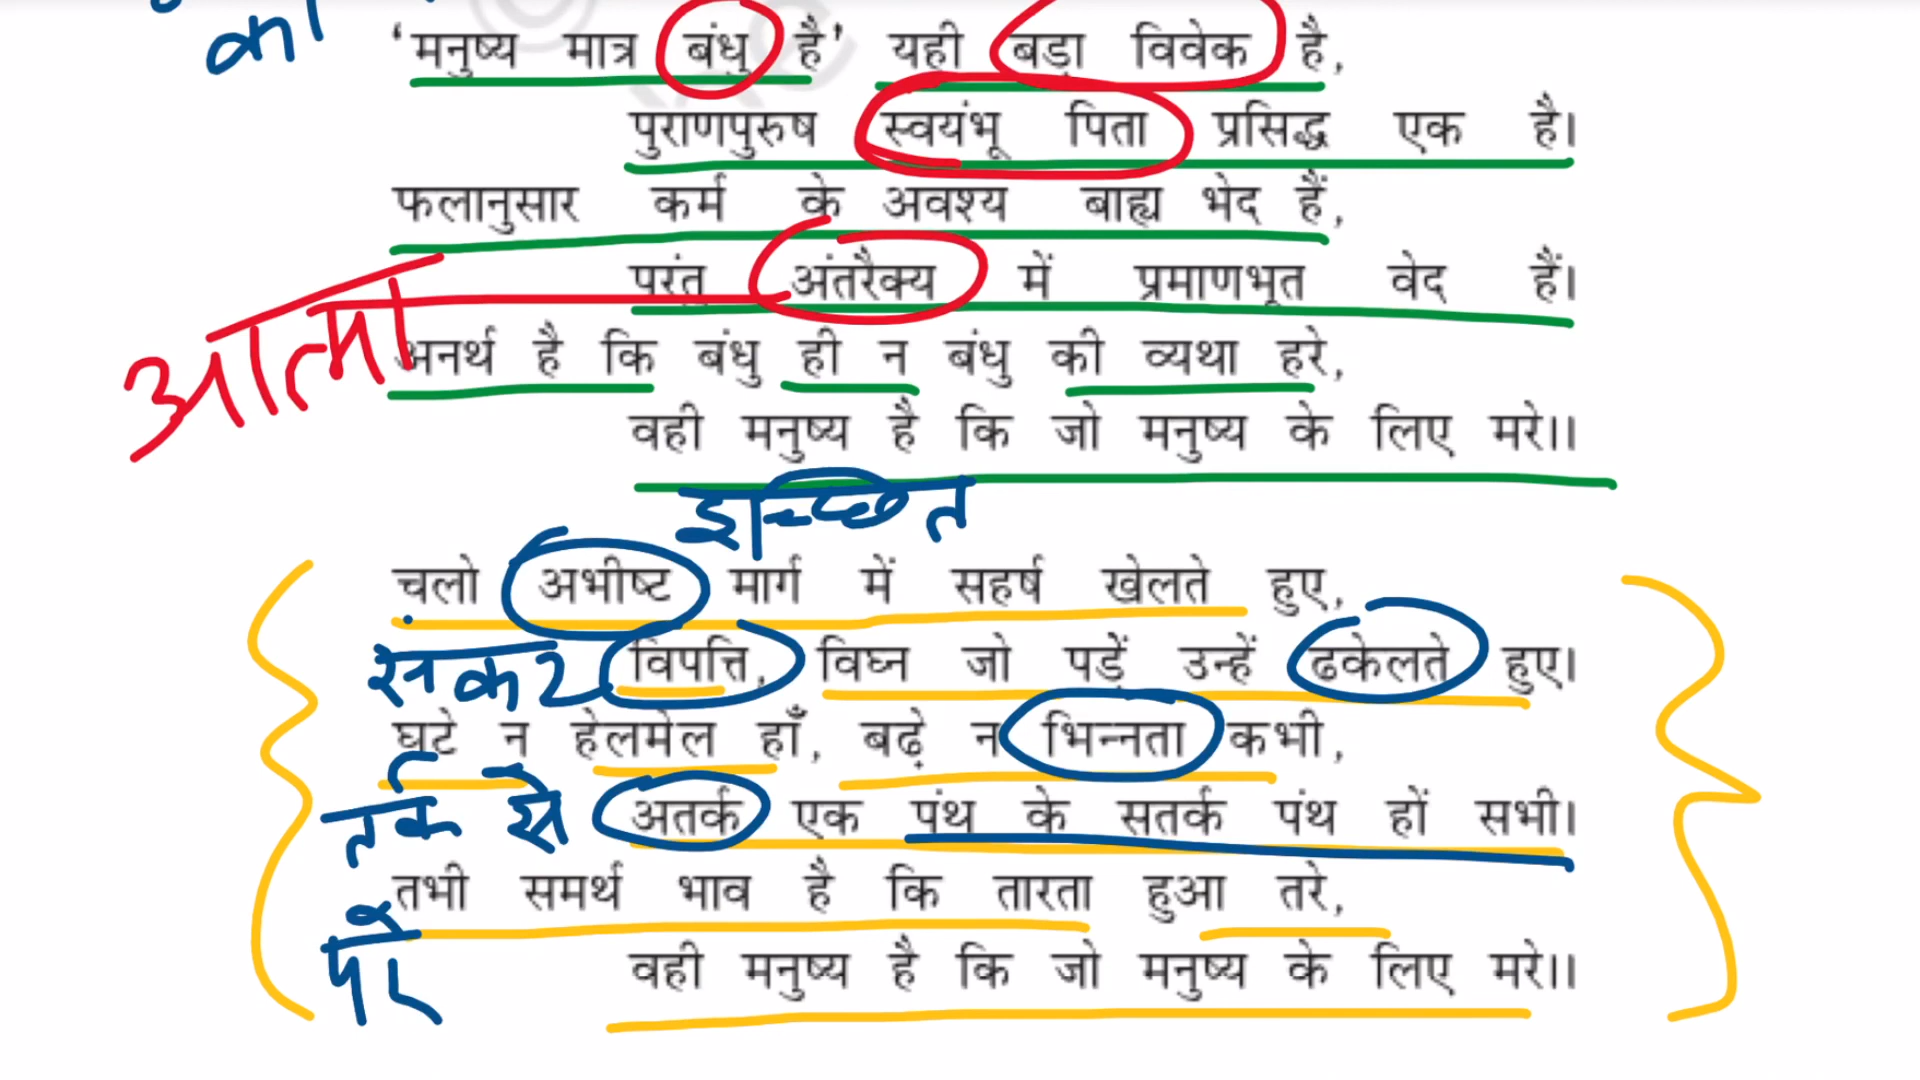 का
‘मनुष्य मात्र बंधु है’ यही बड़ा विवेक है,
पुराणपुरुष स्वयंभू पिता प्रसिद्ध एक है।
फलानुसार कर्म के अवश्य बाह्य भेद हैं,
परंतु अंतरैक्य में प्रमाणभूत वेद हैं।
आत्मा
अनर्थ है कि बंधु ही न बंधु की व्यथा हरे,
वही मनुष्य है कि जो मनुष्य के लिए मरे।।
इच्छित
चलो अभीष्ट मार्ग में सहर्ष खेलते हुए,
विपत्ति, विघ्न जो पड़ें उन्हें ढकेलते हुए।
घटे न हेलमेल हाँ, बढ़े न भिन्नता कभी,
तर्क से
अतर्क एक पंथ के सतर्क पंथ हों सभी।
तभी समर्थ भाव है कि तारता हुआ तरे,
परे
वही मनुष्य है कि जो मनुष्य के लिए मरे।।